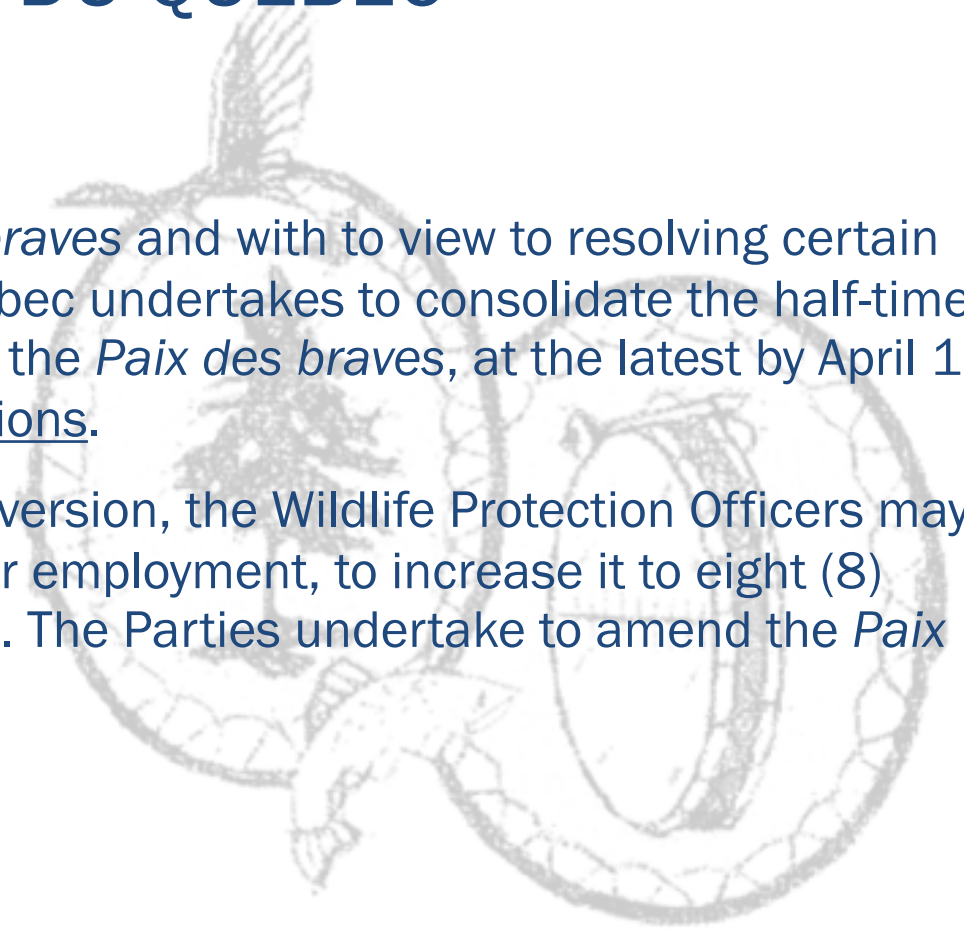 DU QUÉBEC
braves and with to view to resolving certain
bec undertakes to consolidate the half-time
the Paix des braves, at the latest by April 1
ions.
version, the Wildlife Protection Officers may
r employment, to increase it to eight (8)
. The Parties undertake to amend the Paix